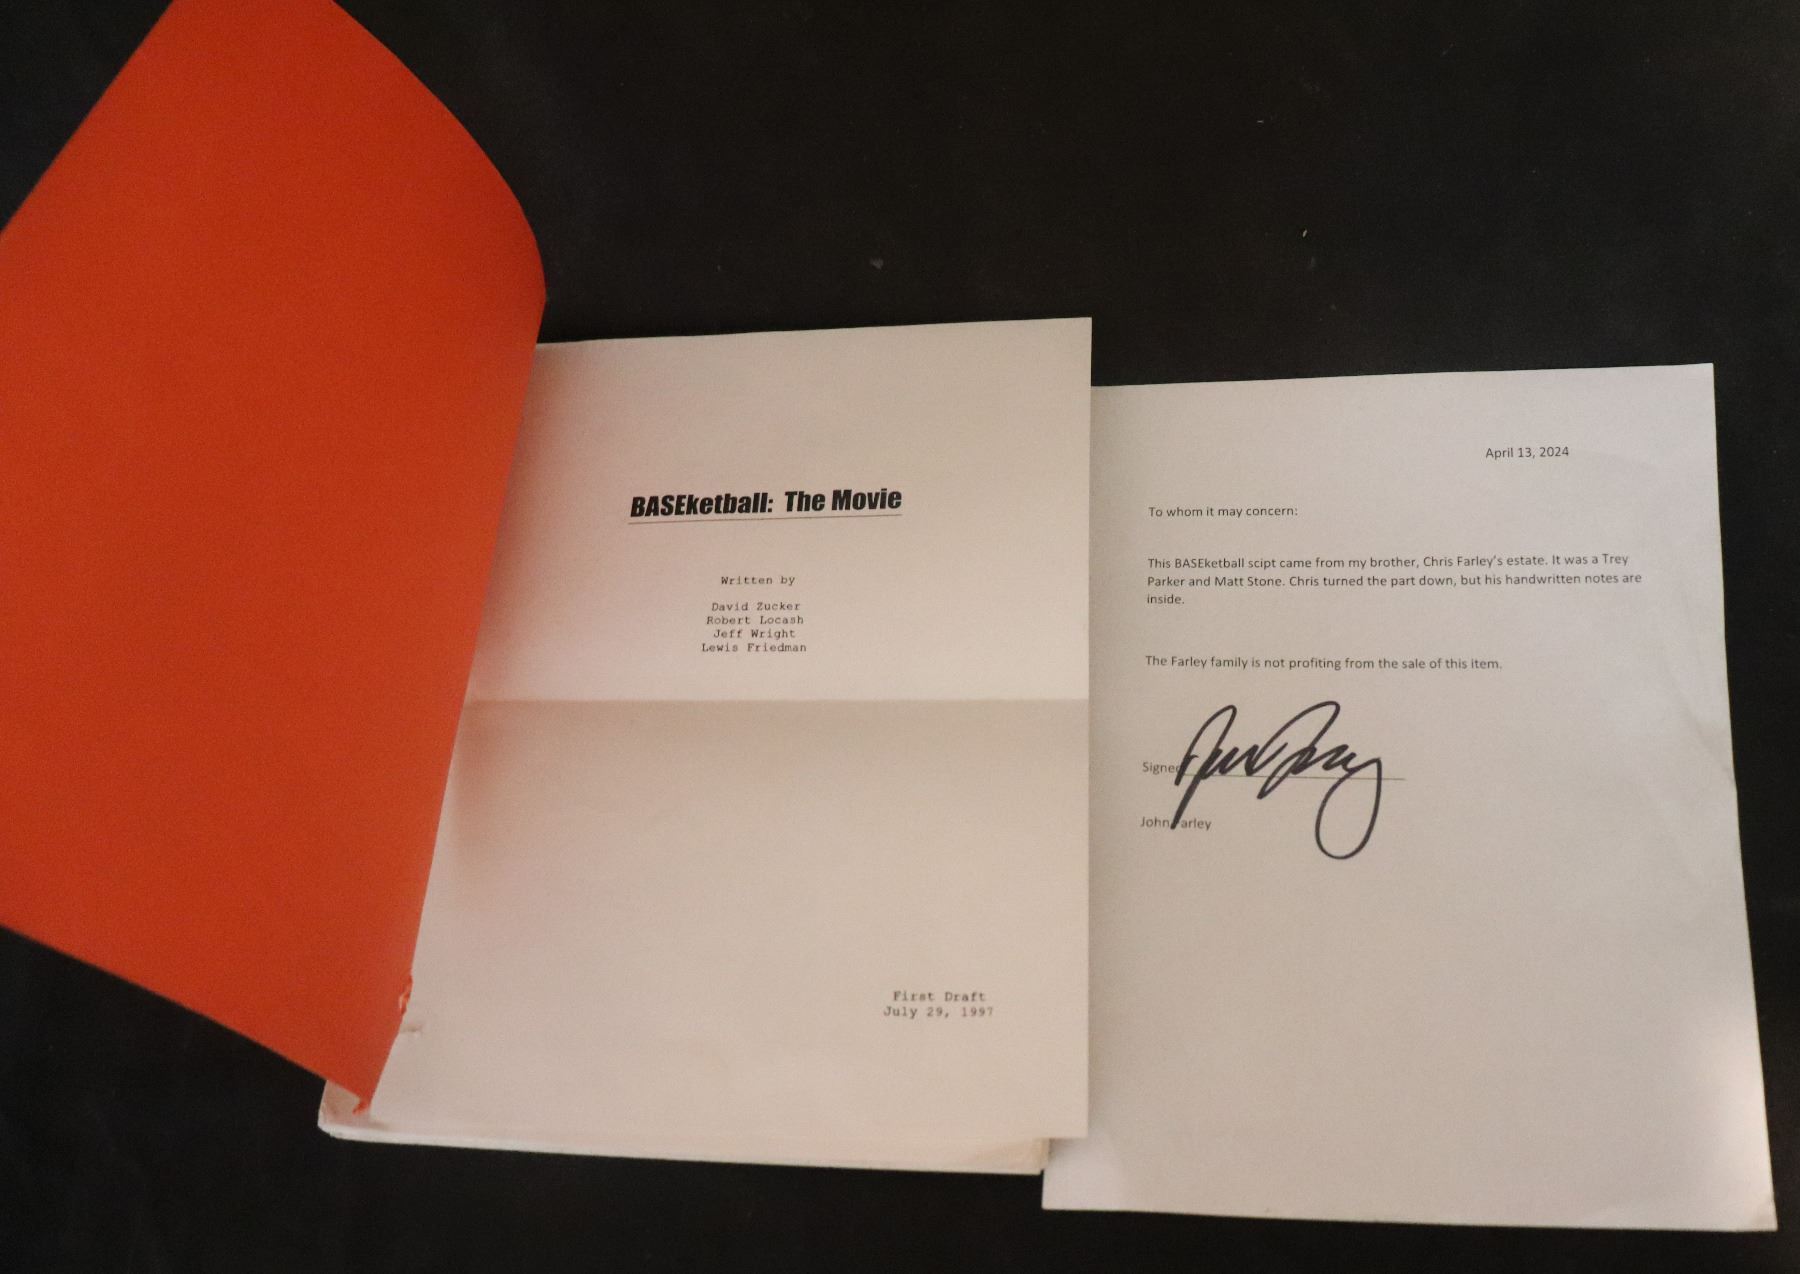 BASEketball: The Movie
Written by
David Zucker
Robert Locash
Jeff Wright
Lewis Friedman
First Draft
July 29, 1997
April 13, 2024
To whom it may concern:
This BASEketball scipt came from my brother, Chris Farley's estate. It was a Trey
Parker and Matt Stone. Chris turned the part down, but his handwritten notes are
inside.
The Farley family is not profiting from the sale of this item.
Signed
John Farley